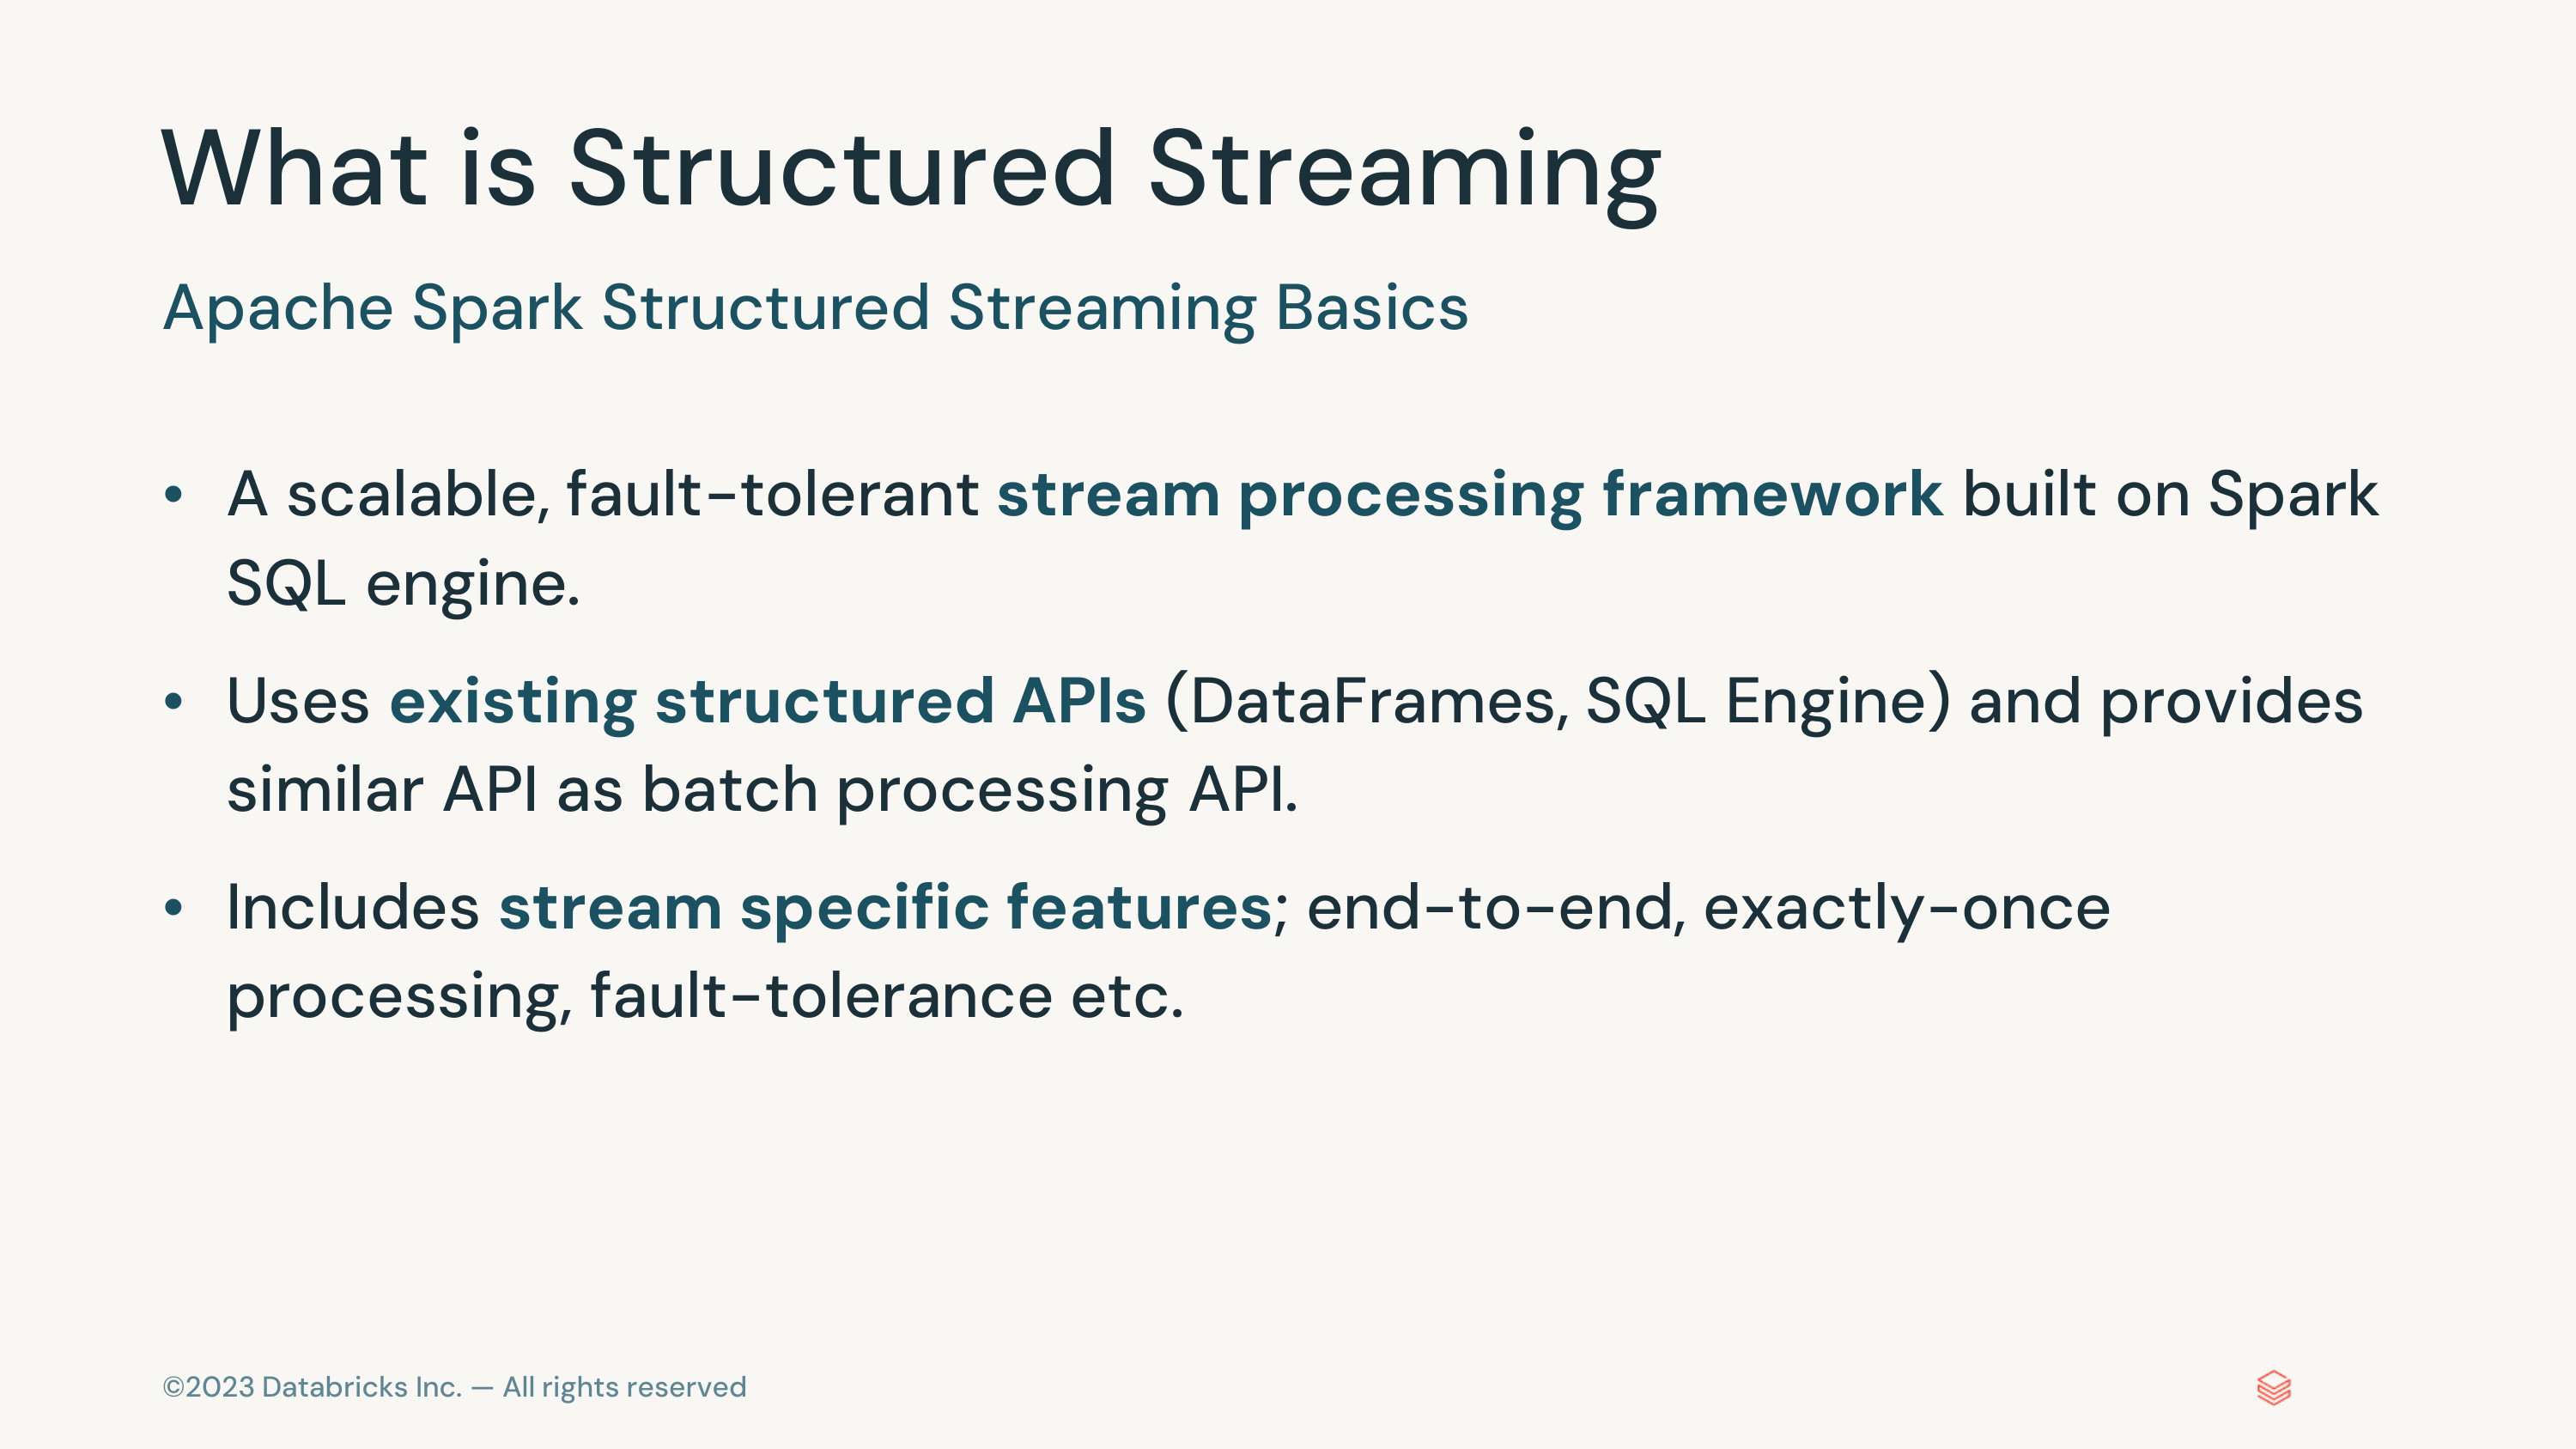 What is Structured Streaming
Apache Spark Structured Streaming Basics
• A scalable, fault-tolerant stream processing framework built on Spark
SQL engine.
• Uses existing structured APIs (DataFrames, SQL Engine) and provides
similar API as batch processing API.
• Includes stream specific features; end-to-end, exactly-once
processing, fault-tolerance etc.
©2023 Databricks Inc. — All rights reserved